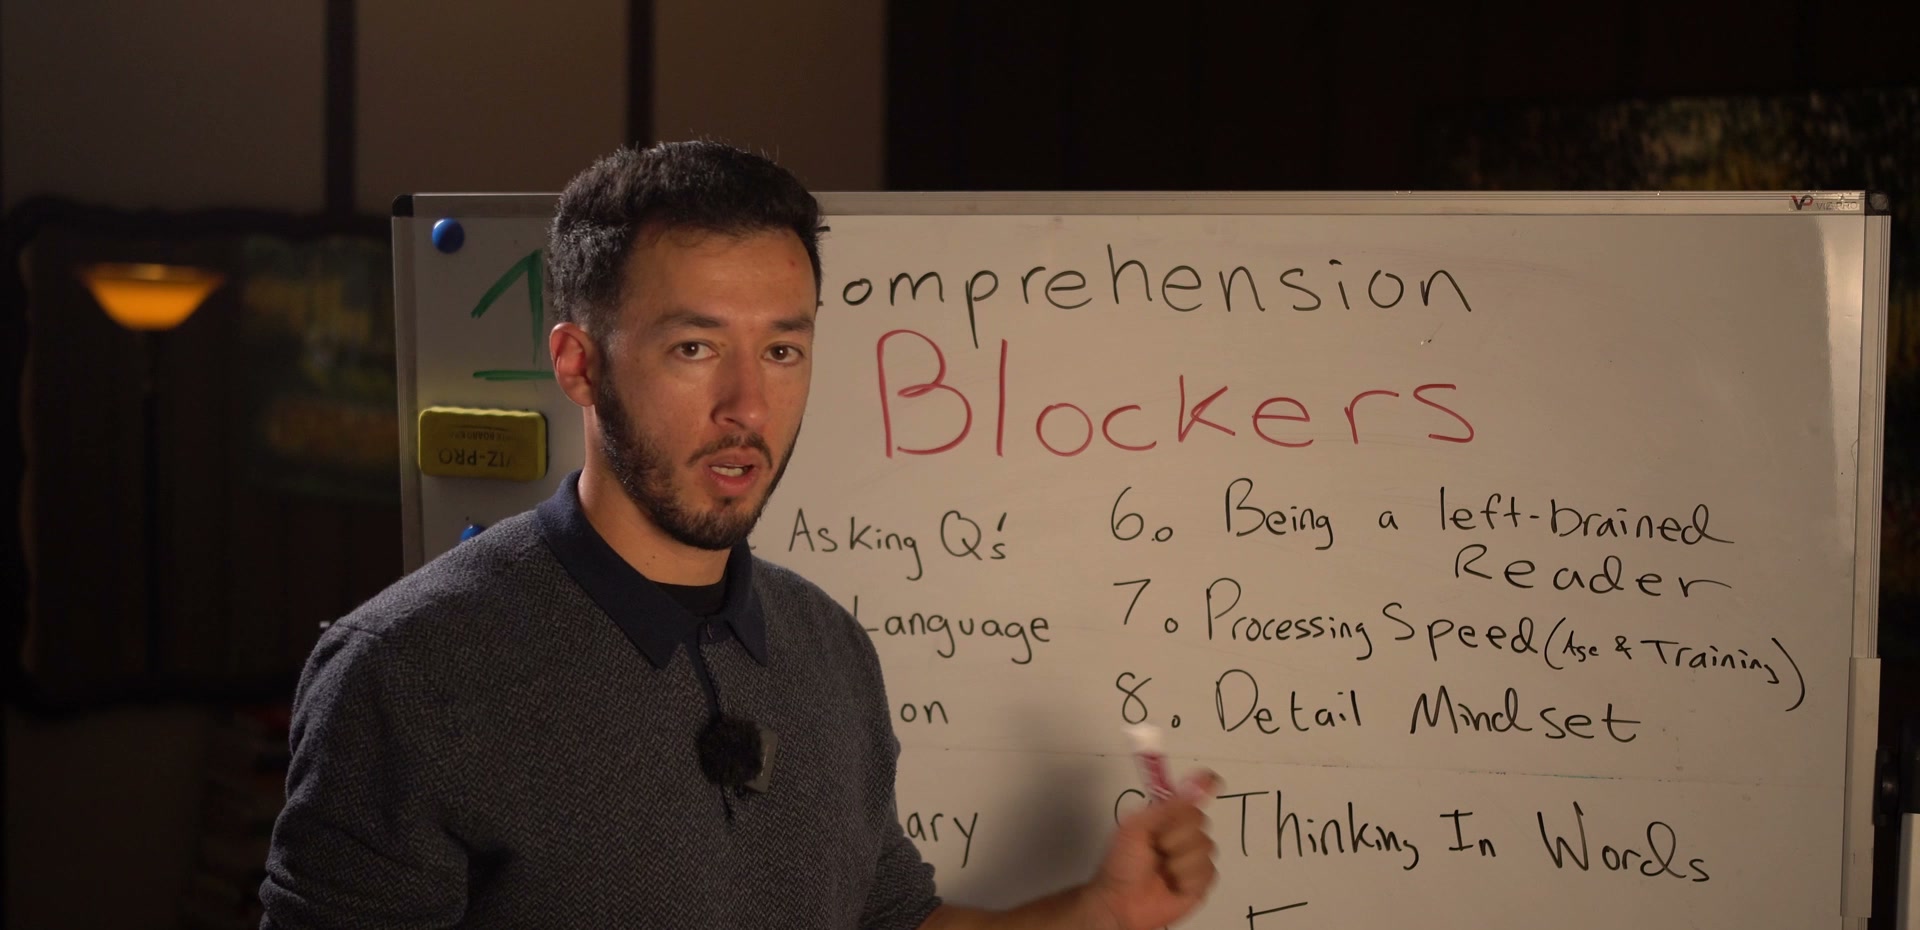 1 omprehension
Blockers
Asking Q's
Language
on
ary
6. Being a left-brained
Reader
7. Processing Speed (Age & Training)
8. Detail Mindset
Thinking In Words
VIZ-PRO